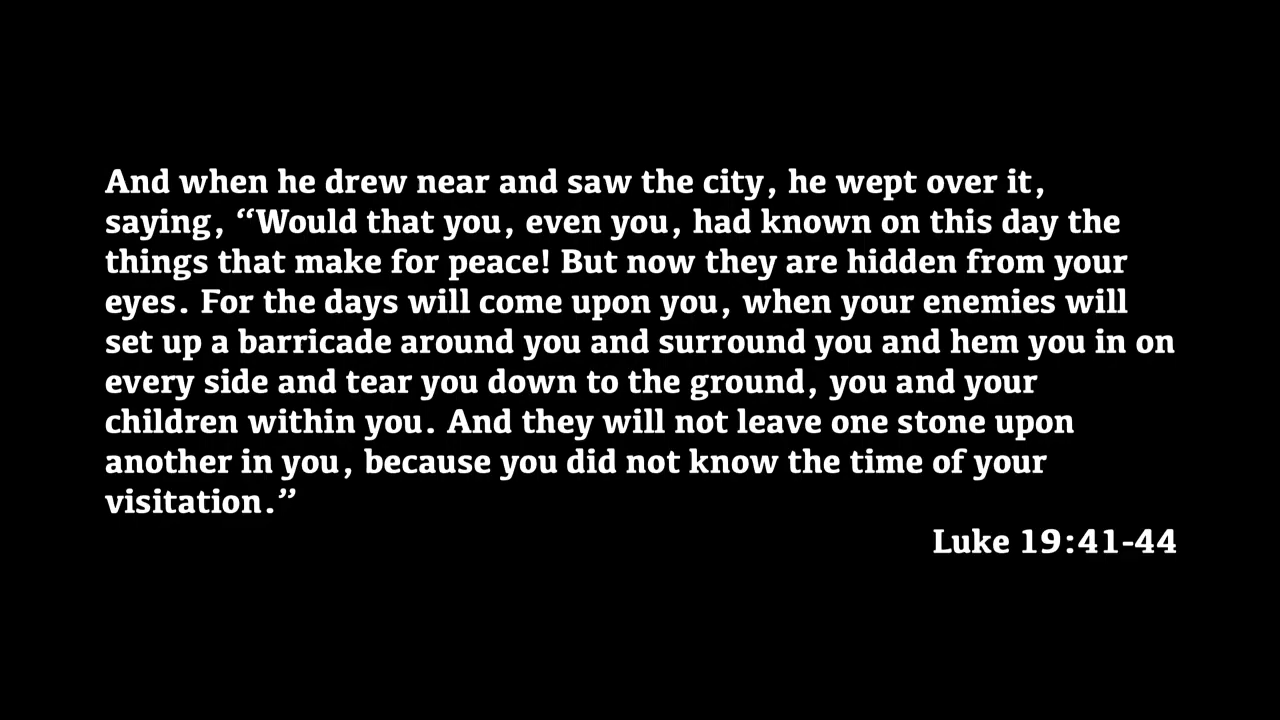 And when he drew near and saw the city, he wept over it,
saying, “Would that you, even you, had known on this day the
things that make for peace! But now they are hidden from your
eyes. For the days will come upon you, when your enemies will
set up a barricade around you and surround you and hem you in on
every side and tear you down to the ground, you and your
children within you. And they will not leave one stone upon
another in you, because you did not know the time of your
visitation.”
Luke 19:41-44